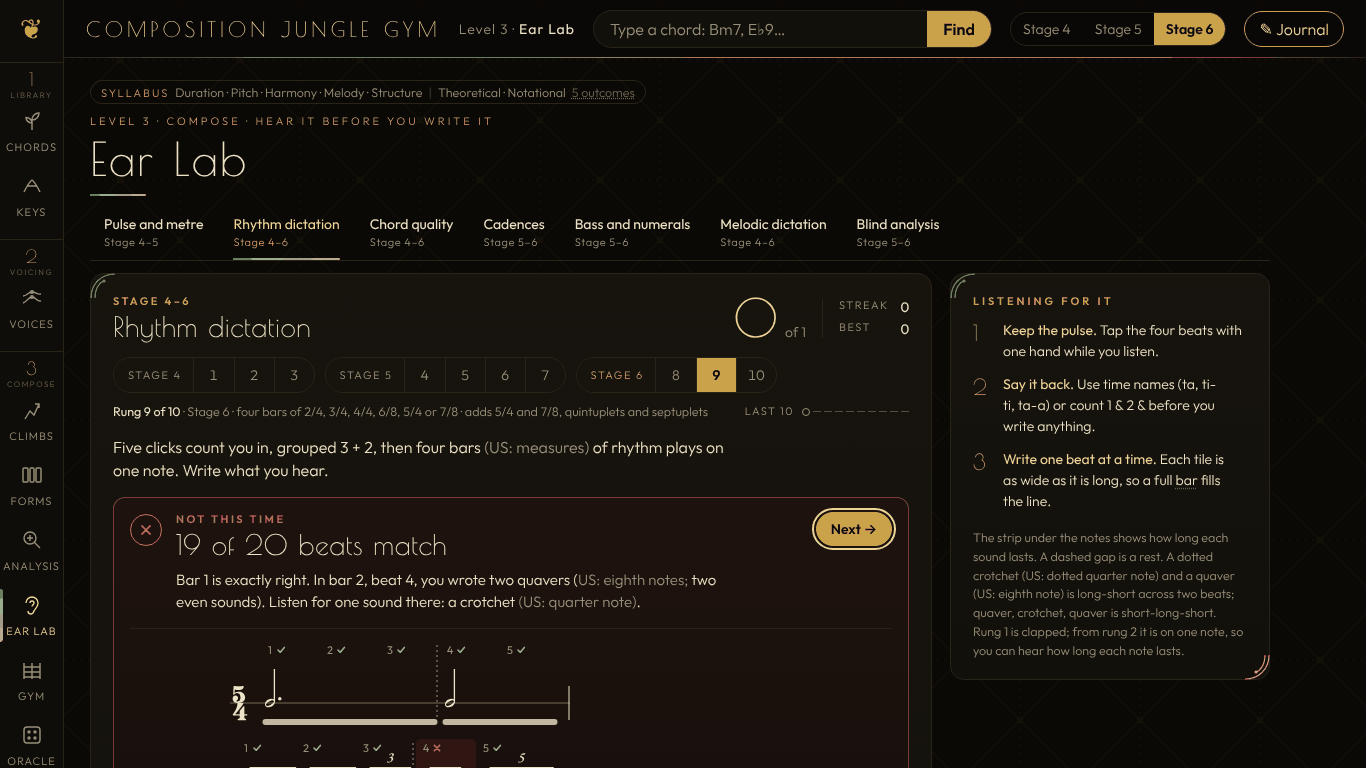 COMPOSITION JUNGLE GYM
Level 3 · Ear Lab
Type a chord: Bm7, E♭9...
Find
Stage 4
Stage 5
Stage 6
✎ Journal
1
LIBRARY
CHORDS
KEYS
2
VOICING
VOICES
3
COMPOSE
CLIMBS
FORMS
ANALYSIS
EAR LAB
GYM
ORACLE
SYLLABUS Duration · Pitch · Harmony · Melody · Structure | Theoretical · Notational 5 outcomes
LEVEL 3 · COMPOSE · HEAR IT BEFORE YOU WRITE IT
Ear Lab
Pulse and metre
Stage 4–5
Rhythm dictation
Stage 4–6
Chord quality
Stage 4–6
Cadences
Stage 5–6
Bass and numerals
Stage 5–6
Melodic dictation
Stage 4–6
Blind analysis
Stage 5–6
STAGE 4–6
Rhythm dictation
of 1
STREAK 0
BEST 0
STAGE 4 1 2 3
STAGE 5 4 5 6 7
STAGE 6 8 9 10
Rung 9 of 10 · Stage 6 · four bars of 2/4, 3/4, 4/4, 6/8, 5/4 or 7/8 · adds 5/4 and 7/8, quintuplets and septuplets
LAST 10
Five clicks count you in, grouped 3 + 2, then four bars (US: measures) of rhythm plays on
one note. Write what you hear.
NOT THIS TIME
19 of 20 beats match
Next →
Bar 1 is exactly right. In bar 2, beat 4, you wrote two quavers (US: eighth notes; two
even sounds). Listen for one sound there: a crotchet (US: quarter note).
1 ✓ 2 ✓ 3 ✓ 4 ✓ 5 ✓
5
4
1 ✓ 2 ✓ 3 ✓ 4 ✗ 5 ✓
3 5
LISTENING FOR IT
1 Keep the pulse. Tap the four beats with
one hand while you listen.
2 Say it back. Use time names (ta, ti-
ti, ta-a) or count 1 & 2 & before you
write anything.
3 Write one beat at a time. Each tile is
as wide as it is long, so a full bar fills
the line.
The strip under the notes shows how long each
sound lasts. A dashed gap is a rest. A dotted
crotchet (US: dotted quarter note) and a quaver
(US: eighth note) is long-short across two beats;
quaver, crotchet, quaver is short-long-short.
Rung 1 is clapped; from rung 2 it is on one note, so
you can hear how long each note lasts.